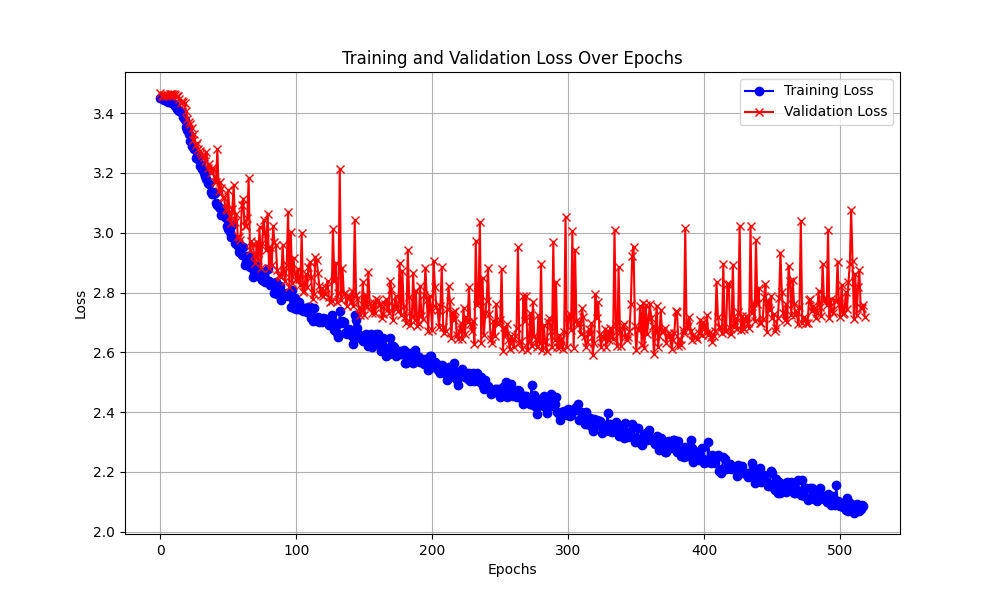 Training and Validation Loss Over Epochs
Training Loss
Validation Loss
3.4
3.2
3.0
2.8
2.6
2.4
2.2
2.0
Loss
0 100 200 300 400 500
Epochs